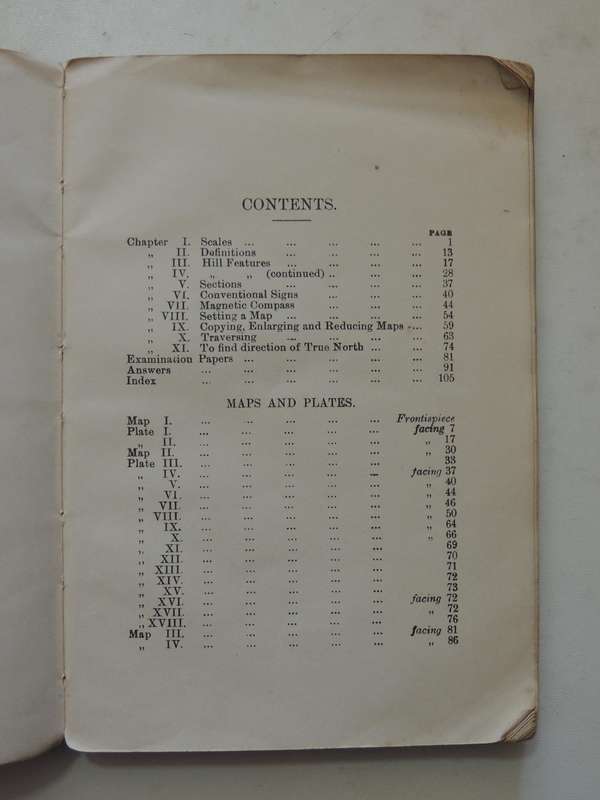 CONTENTS.
PAGE
Chapter I. Scales ... ... ... ... ... 1
„ II. Definitions ... ... ... ... 13
„ III. Hill Features ... ... ... ... 17
„ IV. „ „ (continued) .. ... ... 28
„ V. Sections ... ... ... ... 37
„ VI. Conventional Signs ... ... ... 40
„ VII. Magnetic Compass ... ... ... 44
„ VIII. Setting a Map ... ... ... ... 54
„ IX. Copying, Enlarging and Reducing Maps ... 59
„ X. Traversing ... ... ... ... 63
„ XI. To find direction of True North ... ... 74
Examination Papers ... ... ... ... ... 81
Answers ... ... ... ... ... ... 91
Index ... ... ... ... ... ... 105
MAPS AND PLATES.
Map I. ... ... ... ... ... Frontispiece
Plate I. ... ... ... ... ... facing 7
„ II. ... ... ... ... ... „ 17
Map II. ... ... ... ... ... „ 30
Plate III. ... ... ... ... ... 33
„ IV. ... ... ... ... ... facing 37
„ V. ... ... ... ... ... „ 40
„ VI. ... ... ... ... ... „ 44
„ VII. ... ... ... ... ... „ 46
„ VIII. ... ... ... ... ... „ 50
„ IX. ... ... ... ... ... „ 64
„ X. ... ... ... ... ... „ 66
„ XI. ... ... ... ... ... 69
„ XII. ... ... ... ... ... 70
„ XIII. ... ... ... ... ... 71
„ XIV. ... ... ... ... ... 72
„ XV. ... ... ... ... ... 73
„ XVI. ... ... ... ... ... facing 72
„ XVII. ... ... ... ... ... „ 72
„ XVIII. ... ... ... ... ... 76
Map III. ... ... ... ... ... facing 81
„ IV. ... ... ... ... ... „ 86